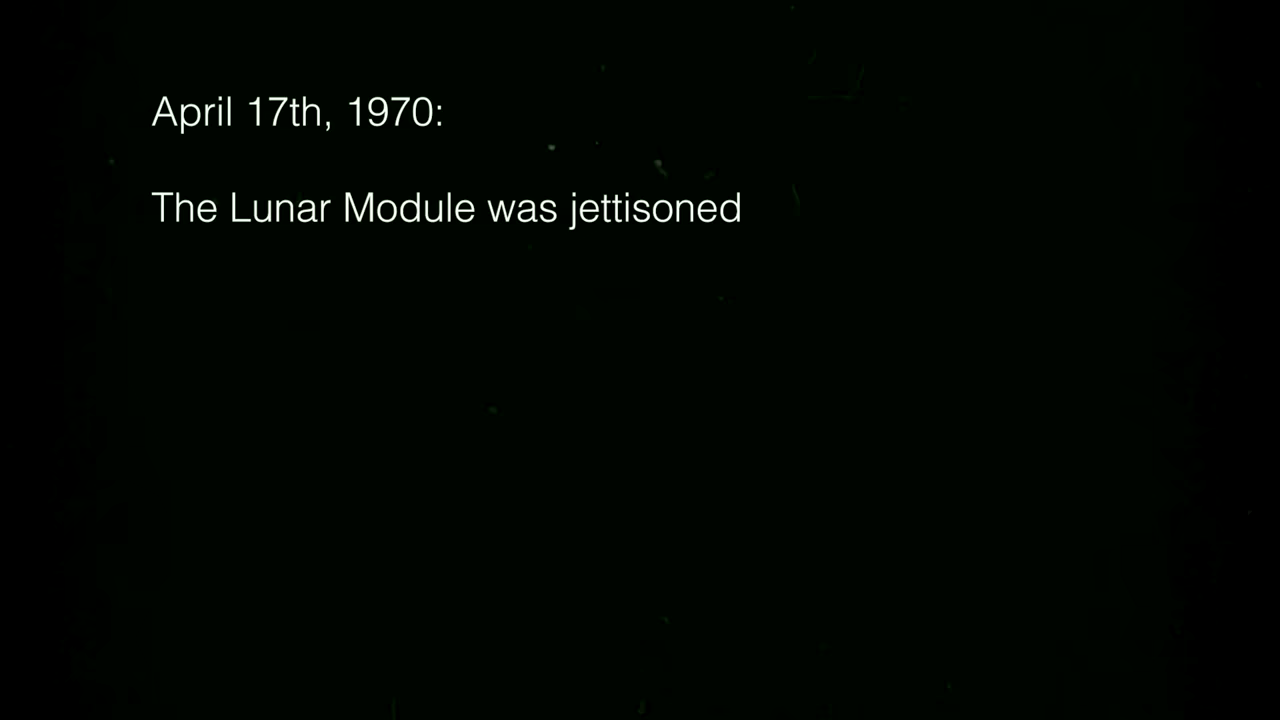 April 17th, 1970:
The Lunar Module was jettisoned